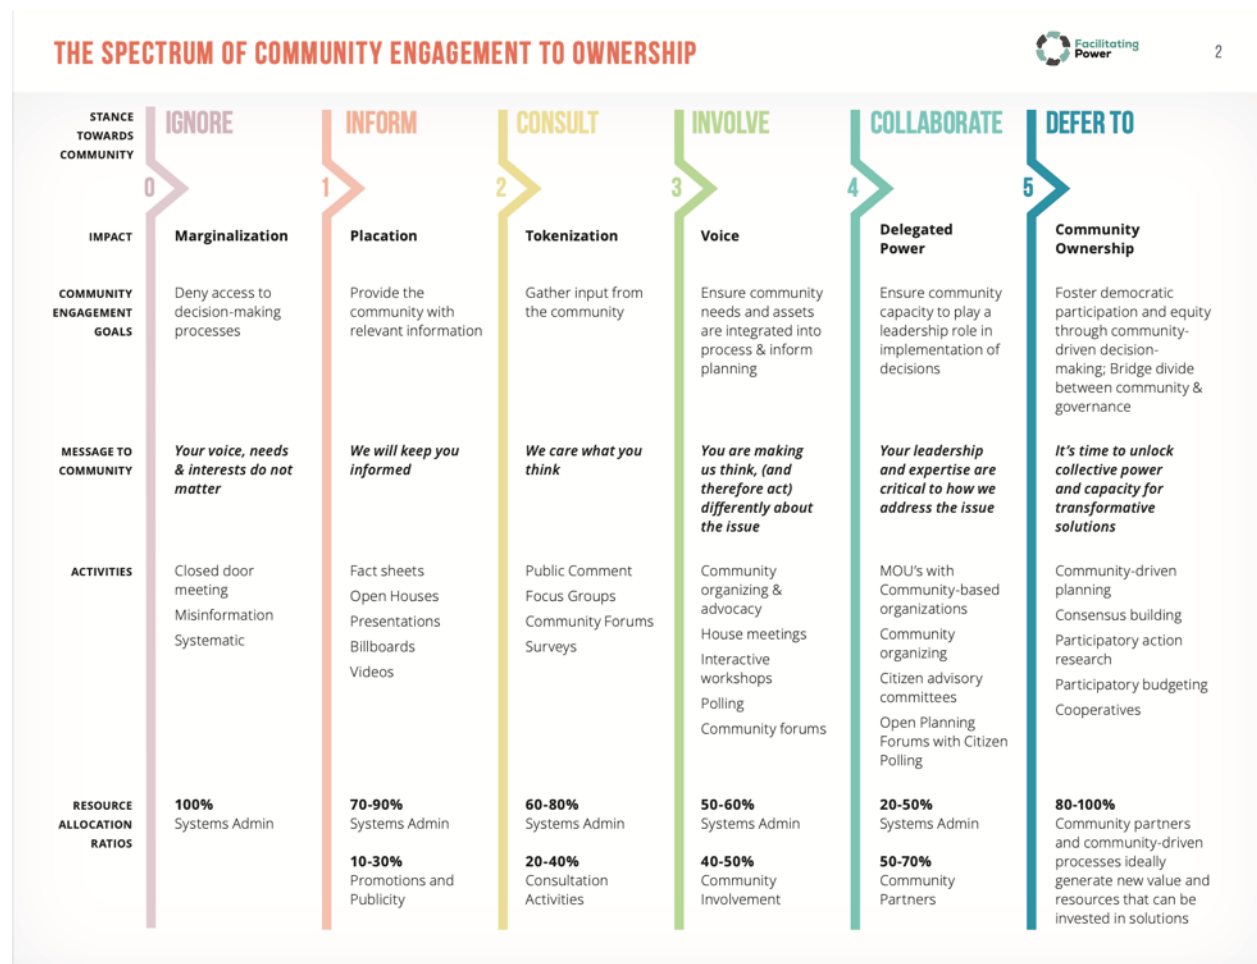 THE SPECTRUM OF COMMUNITY ENGAGEMENT TO OWNERSHIP
Facilitating
Power
2
STANCE
TOWARDS
COMMUNITY
IGNORE
INFORM
CONSULT
INVOLVE
COLLABORATE
DEFER TO
0
1
2
3
4
5
IMPACT
Marginalization
Placation
Tokenization
Voice
Delegated
Power
Community
Ownership
COMMUNITY
ENGAGEMENT
GOALS
Deny access to
decision-making
processes
Provide the
community with
relevant information
Gather input from
the community
Ensure community
needs and assets
are integrated into
process & inform
planning
Ensure community
capacity to play a
leadership role in
implementation of
decisions
Foster democratic
participation and equity
through community-
driven decision-
making; Bridge divide
between community &
governance
MESSAGE TO
COMMUNITY
Your voice, needs
& interests do not
matter
We will keep you
informed
We care what you
think
You are making
us think, (and
therefore act)
differently about
the issue
Your leadership
and expertise are
critical to how we
address the issue
It's time to unlock
collective power
and capacity for
transformative
solutions
ACTIVITIES
Closed door
meeting
Misinformation
Systematic
Fact sheets
Open Houses
Presentations
Billboards
Videos
Public Comment
Focus Groups
Community Forums
Surveys
Community
organizing &
advocacy
House meetings
Interactive
workshops
Polling
Community forums
MOU's with
Community-based
organizations
Community
organizing
Citizen advisory
committees
Open Planning
Forums with Citizen
Polling
Community-driven
planning
Consensus building
Participatory action
research
Participatory budgeting
Cooperatives
RESOURCE
ALLOCATION
RATIOS
100%
Systems Admin
70-90%
Systems Admin
10-30%
Promotions and
Publicity
60-80%
Systems Admin
20-40%
Consultation
Activities
50-60%
Systems Admin
40-50%
Community
Involvement
20-50%
Systems Admin
50-70%
Community
Partners
80-100%
Community partners
and community-driven
processes ideally
generate new value and
resources that can be
invested in solutions